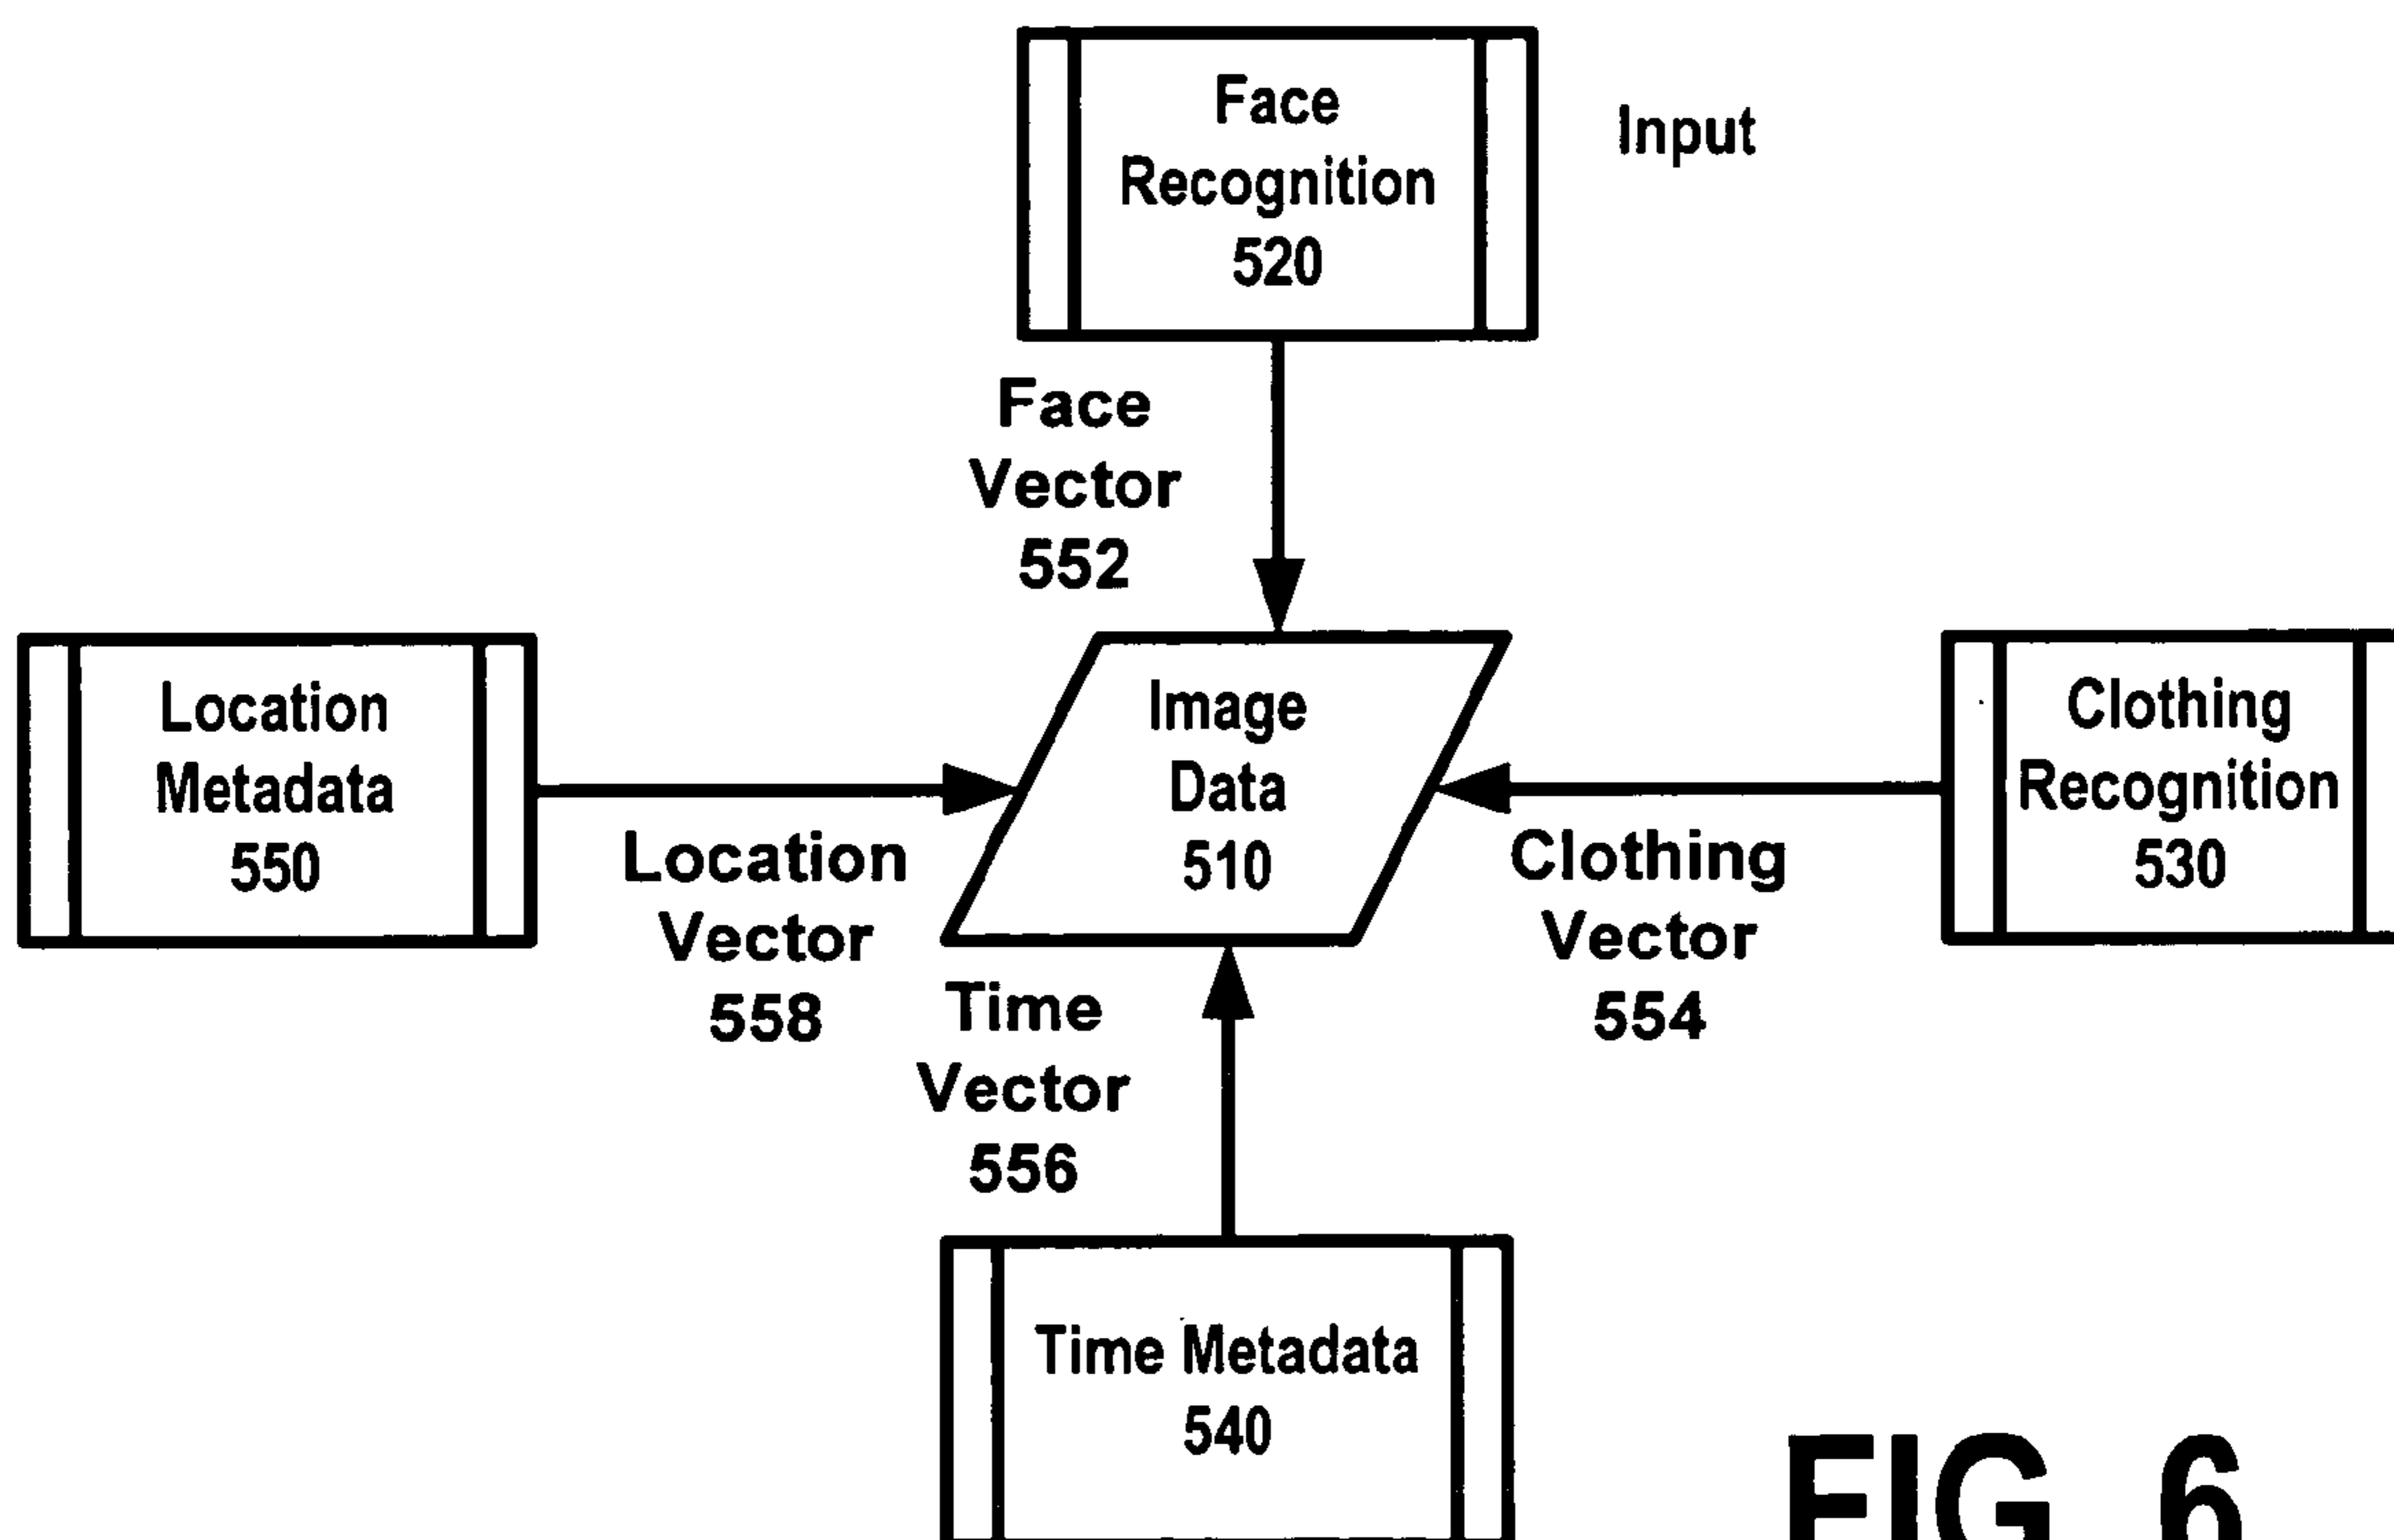 Face
Recognition
520
Input
Face
Vector
552
Location
Metadata
550
Image
Data
510
Clothing
Recognition
530
Location
Vector
558
Clothing
Vector
554
Time
Vector
556
Time Metadata
540
FIG. 6